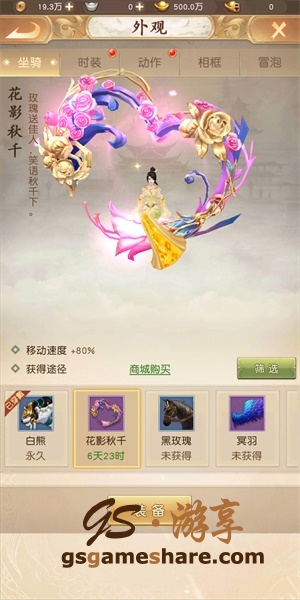 19.3万
0
500.0万
0
外观
坐骑
时装
动作
相框
冒泡
花影秋千
玫瑰送佳人，笑语秋千下。
移动速度 +80%
获得途径
商城购买
筛选
已穿戴
白熊
永久
花影秋千
6天23时
黑玫瑰
未获得
冥羽
未获得
装备
GS·游享
gsgameshare.com